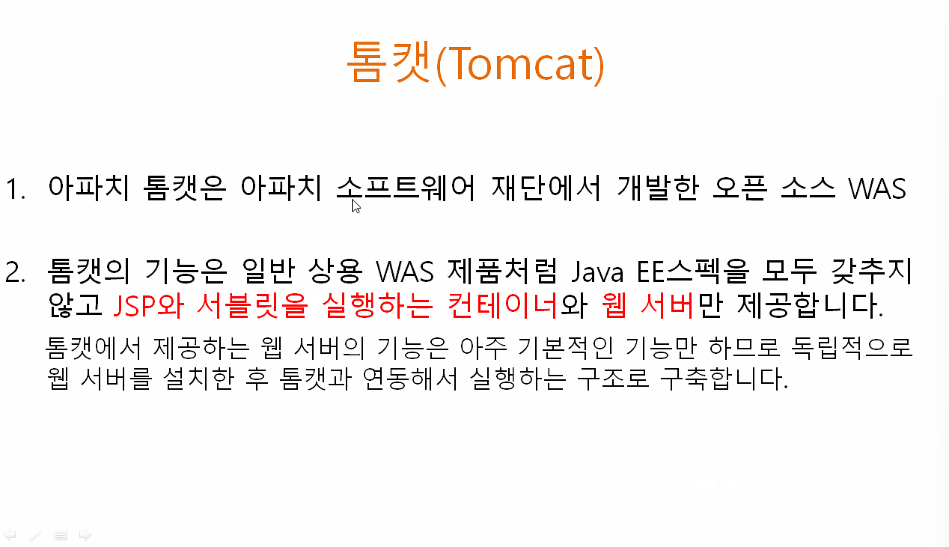 톰캣(Tomcat)
1. 아파치 톰캣은 아파치 소프트웨어 재단에서 개발한 오픈 소스 WAS
2. 톰캣의 기능은 일반 상용 WAS 제품처럼 Java EE스펙을 모두 갖추지
않고 JSP와 서블릿을 실행하는 컨테이너와 웹 서버만 제공합니다.
톰캣에서 제공하는 웹 서버의 기능은 아주 기본적인 기능만 하므로 독립적으로
웹 서버를 설치한 후 톰캣과 연동해서 실행하는 구조로 구축합니다.